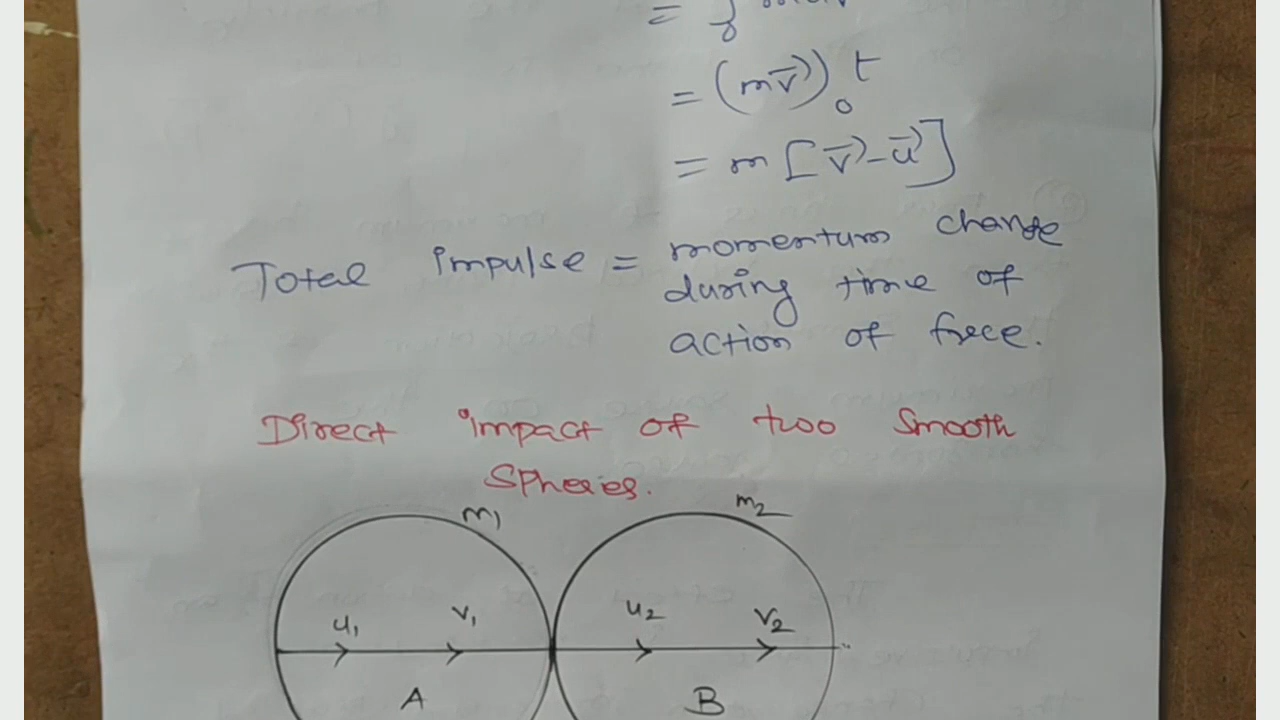 =
= (mv⃗)₀ t
= m [v⃗ - u⃗]
Total impulse = momentum change
during time of
action of force.
Direct impact of two smooth
spheres.
m₁ m₂
u₁ v₁ u₂ v₂
A B